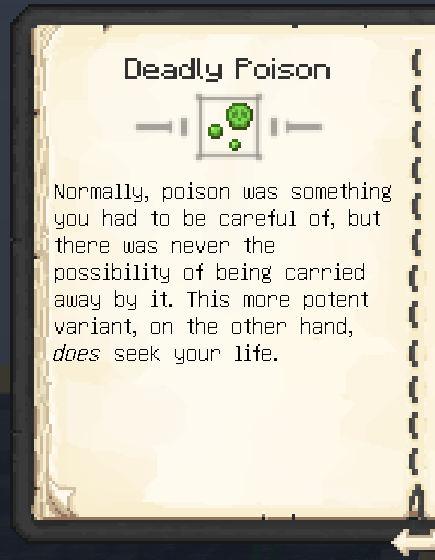 Deadly Poison
Normally, poison was something
you had to be careful of, but
there was never the
possibility of being carried
away by it. This more potent
variant, on the other hand,
does seek your life.